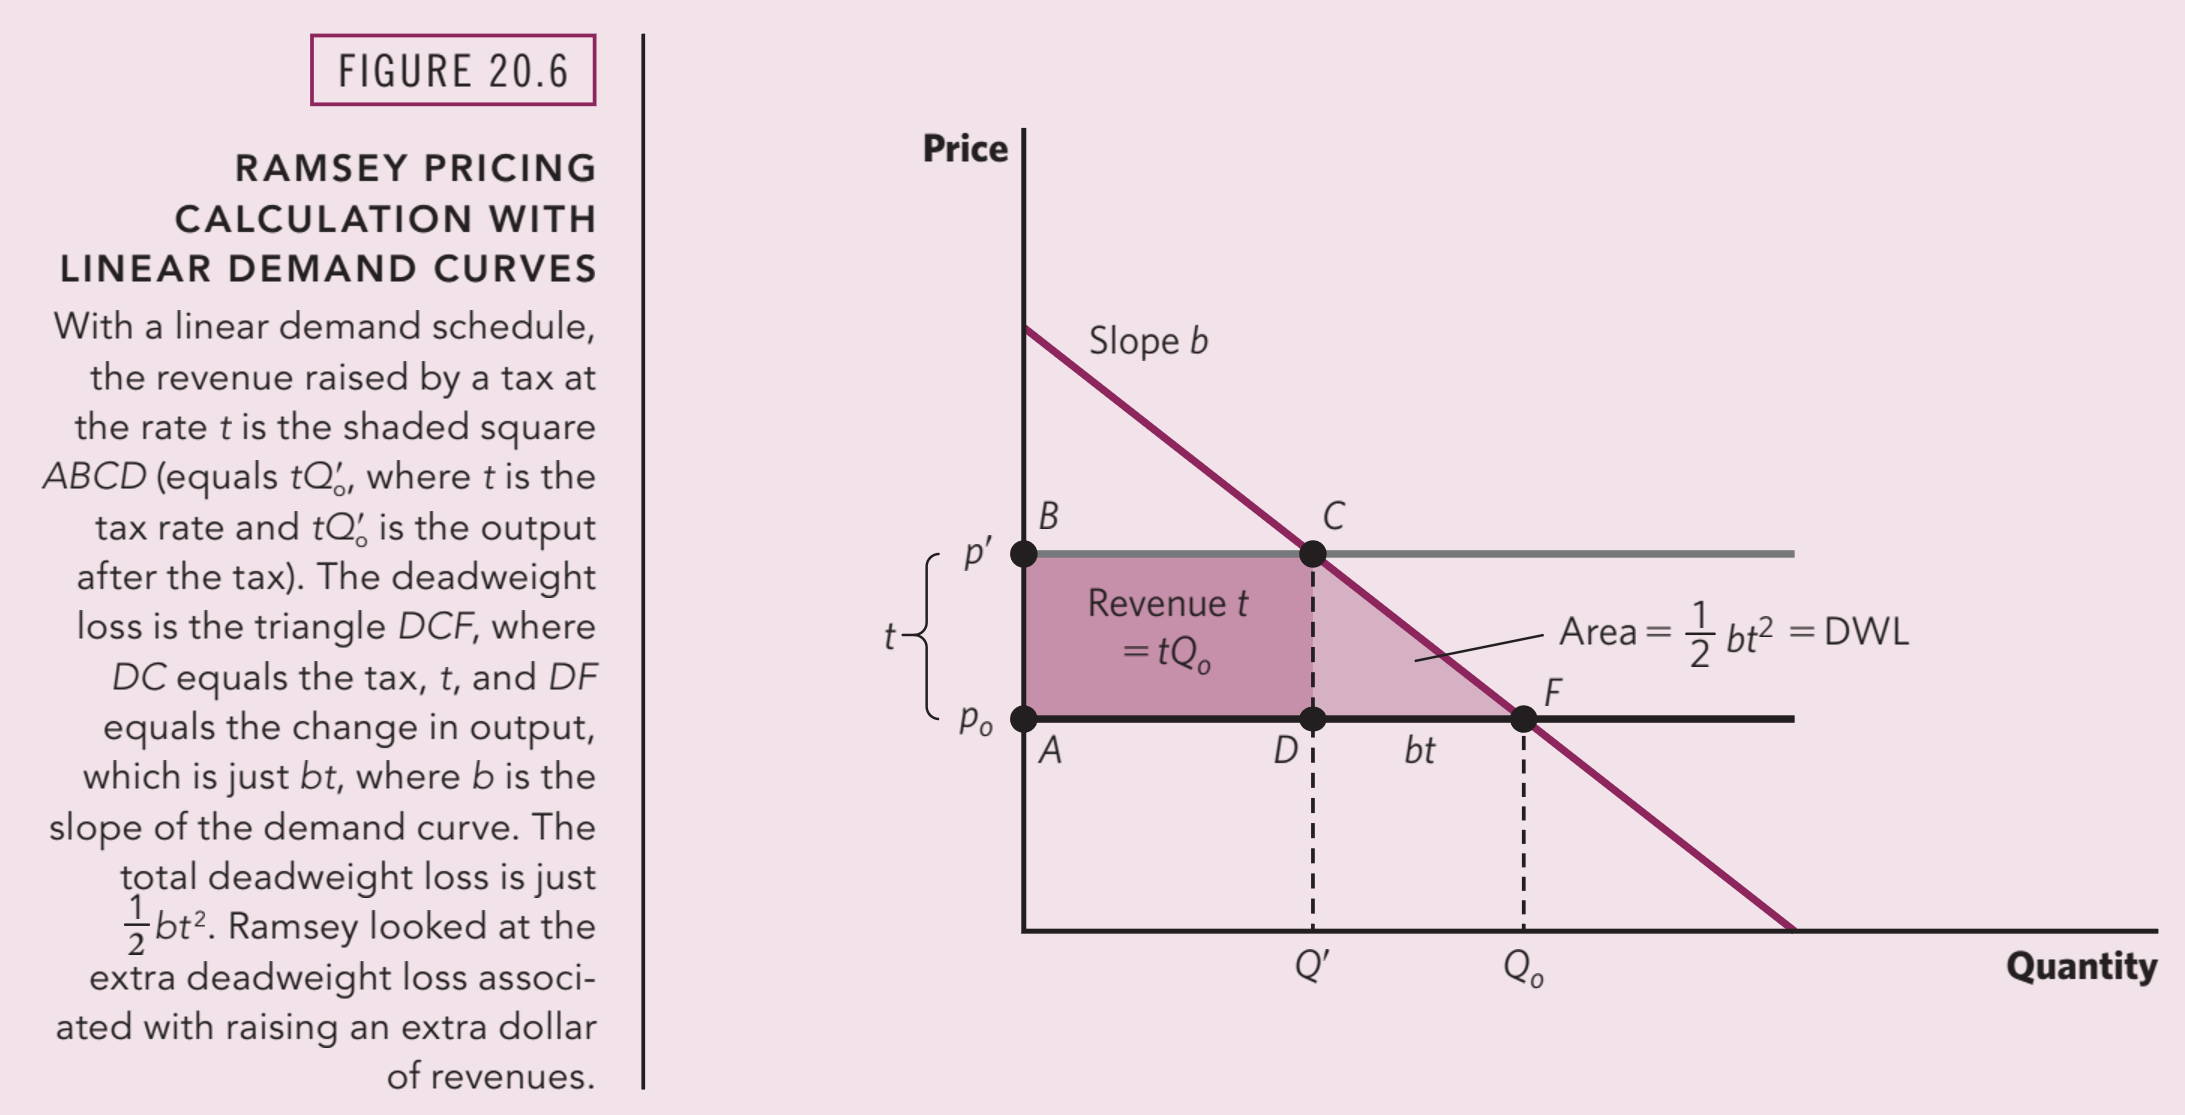 FIGURE 20.6
RAMSEY PRICING
CALCULATION WITH
LINEAR DEMAND CURVES
With a linear demand schedule,
the revenue raised by a tax at
the rate t is the shaded square
ABCD (equals tQ′₀, where t is the
tax rate and tQ′₀ is the output
after the tax). The deadweight
loss is the triangle DCF, where
DC equals the tax, t, and DF
equals the change in output,
which is just bt, where b is the
slope of the demand curve. The
total deadweight loss is just
1/2 bt². Ramsey looked at the
extra deadweight loss associ-
ated with raising an extra dollar
of revenues.
Price
Slope b
B
C
p′
Revenue t
= tQ₀
t
Area = 1/2 bt² = DWL
F
p₀
A
D
bt
Q′
Q₀
Quantity